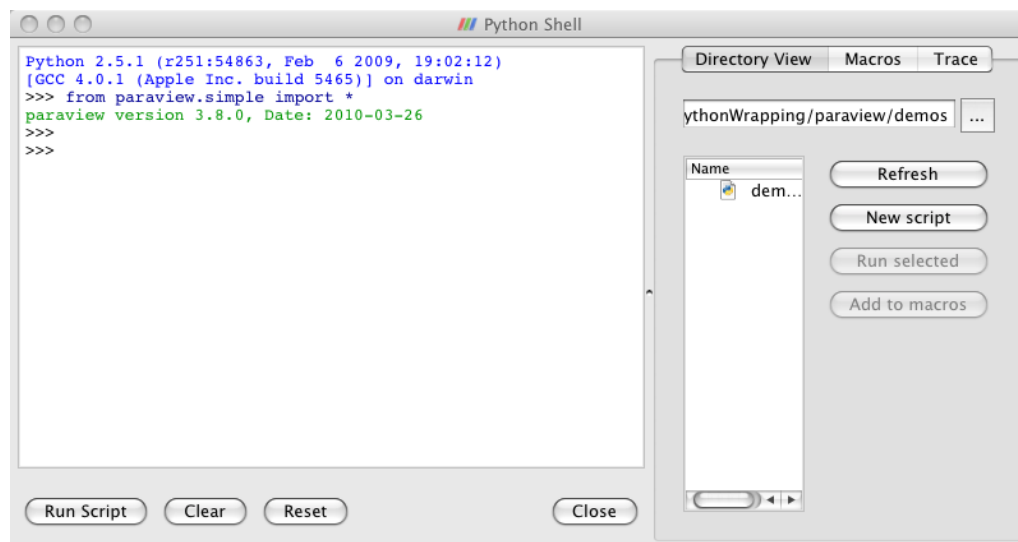 Python Shell
Python 2.5.1 (r251:54863, Feb  6 2009, 19:02:12)
[GCC 4.0.1 (Apple Inc. build 5465)] on darwin
>>> from paraview.simple import *
paraview version 3.8.0, Date: 2010-03-26
>>>
>>>
Run Script Clear Reset Close
Directory View Macros Trace
ythonWrapping/paraview/demos ...
Name
dem...
Refresh
New script
Run selected
Add to macros